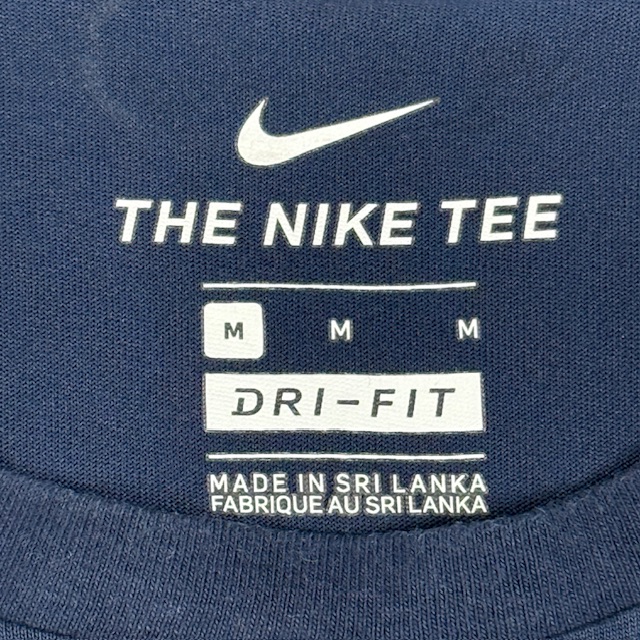 THE NIKE TEE
M M M
DRI-FIT
MADE IN SRI LANKA
FABRIQUE AU SRI LANKA